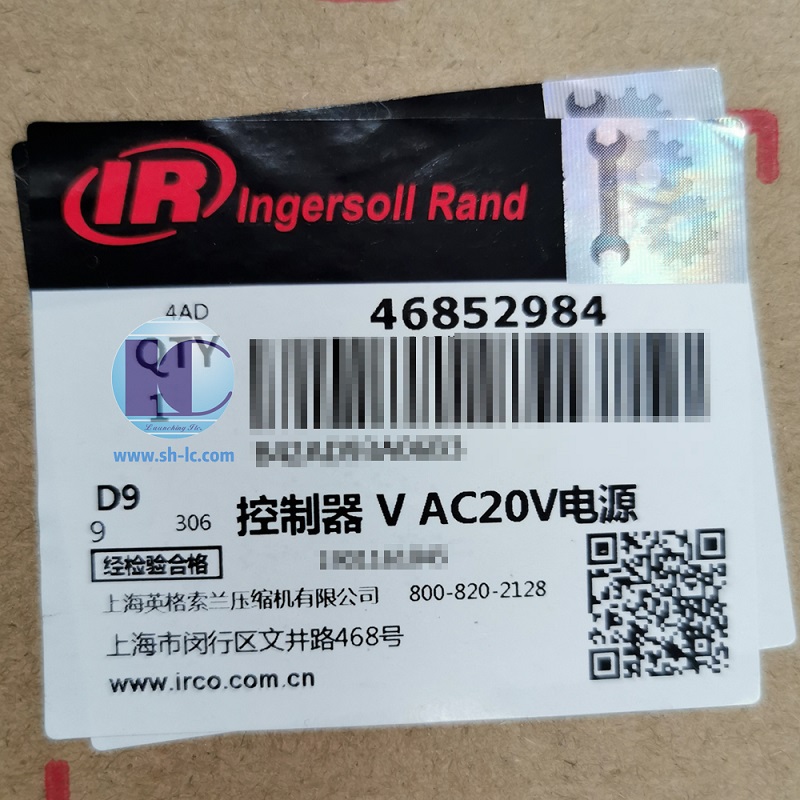 IR Ingersoll Rand
4AD
46852984
QTY
1
LC
Launching Ite.
www.sh-lc.com
D9
9
306
控制器 V AC20V电源
经检验合格
上海英格索兰压缩机有限公司 800-820-2128
上海市闵行区文井路468号
www.irco.com.cn